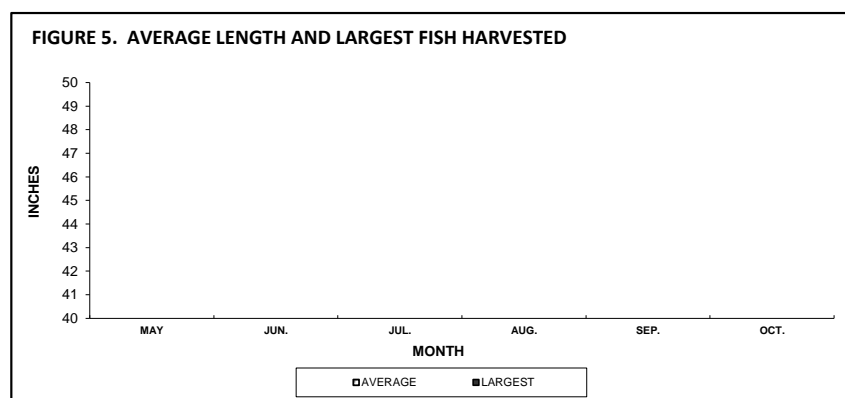 FIGURE 5. AVERAGE LENGTH AND LARGEST FISH HARVESTED
50
49
48
47
46
45
44
43
42
41
40
INCHES
MAY JUN. JUL. AUG. SEP. OCT.
MONTH
AVERAGE LARGEST